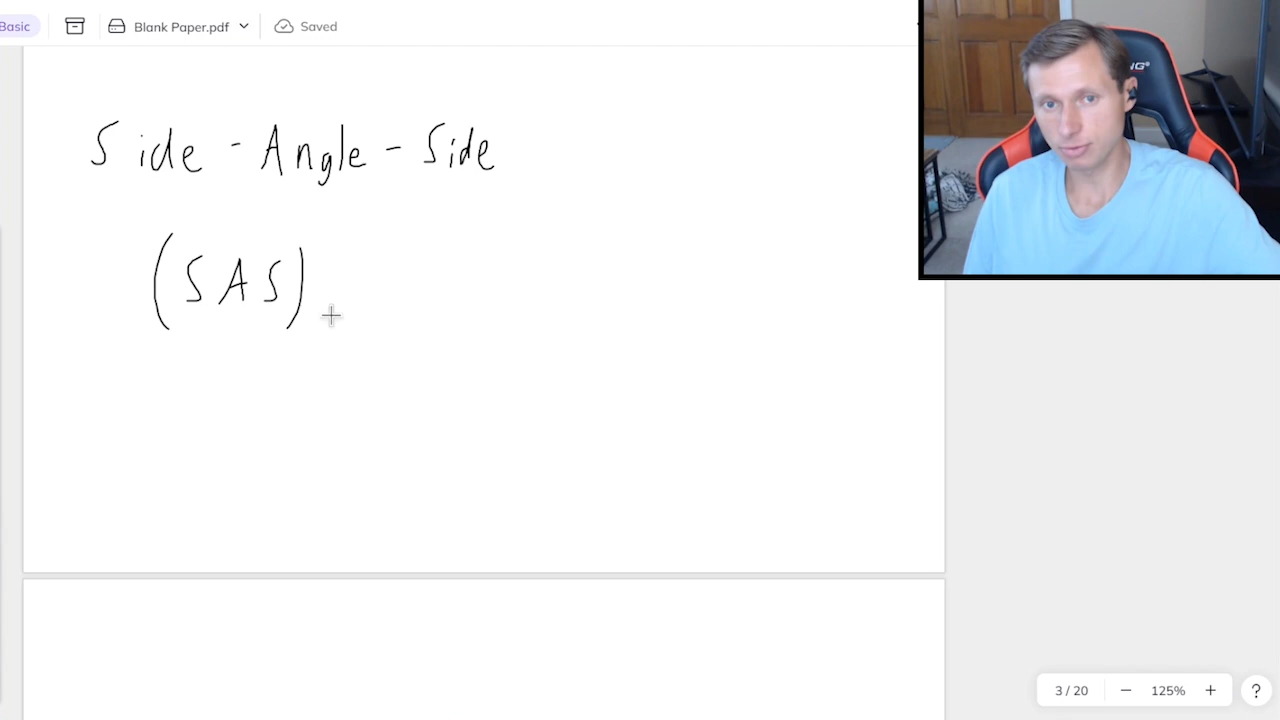 Basic Blank Paper.pdf Saved
Side - Angle - Side
(SAS)
3 / 20 − 125% + ?